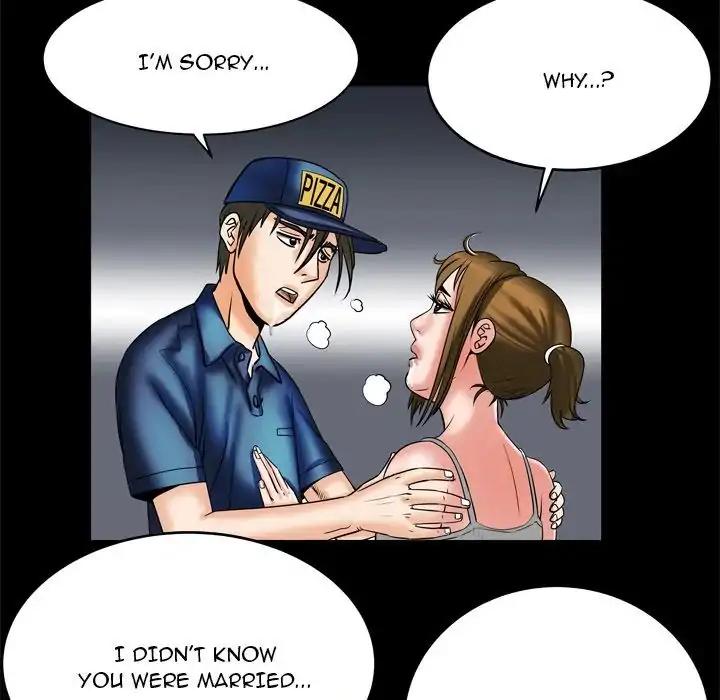 I'M SORRY...
WHY...?
PIZZA
I DIDN'T KNOW
YOU WERE MARRIED...